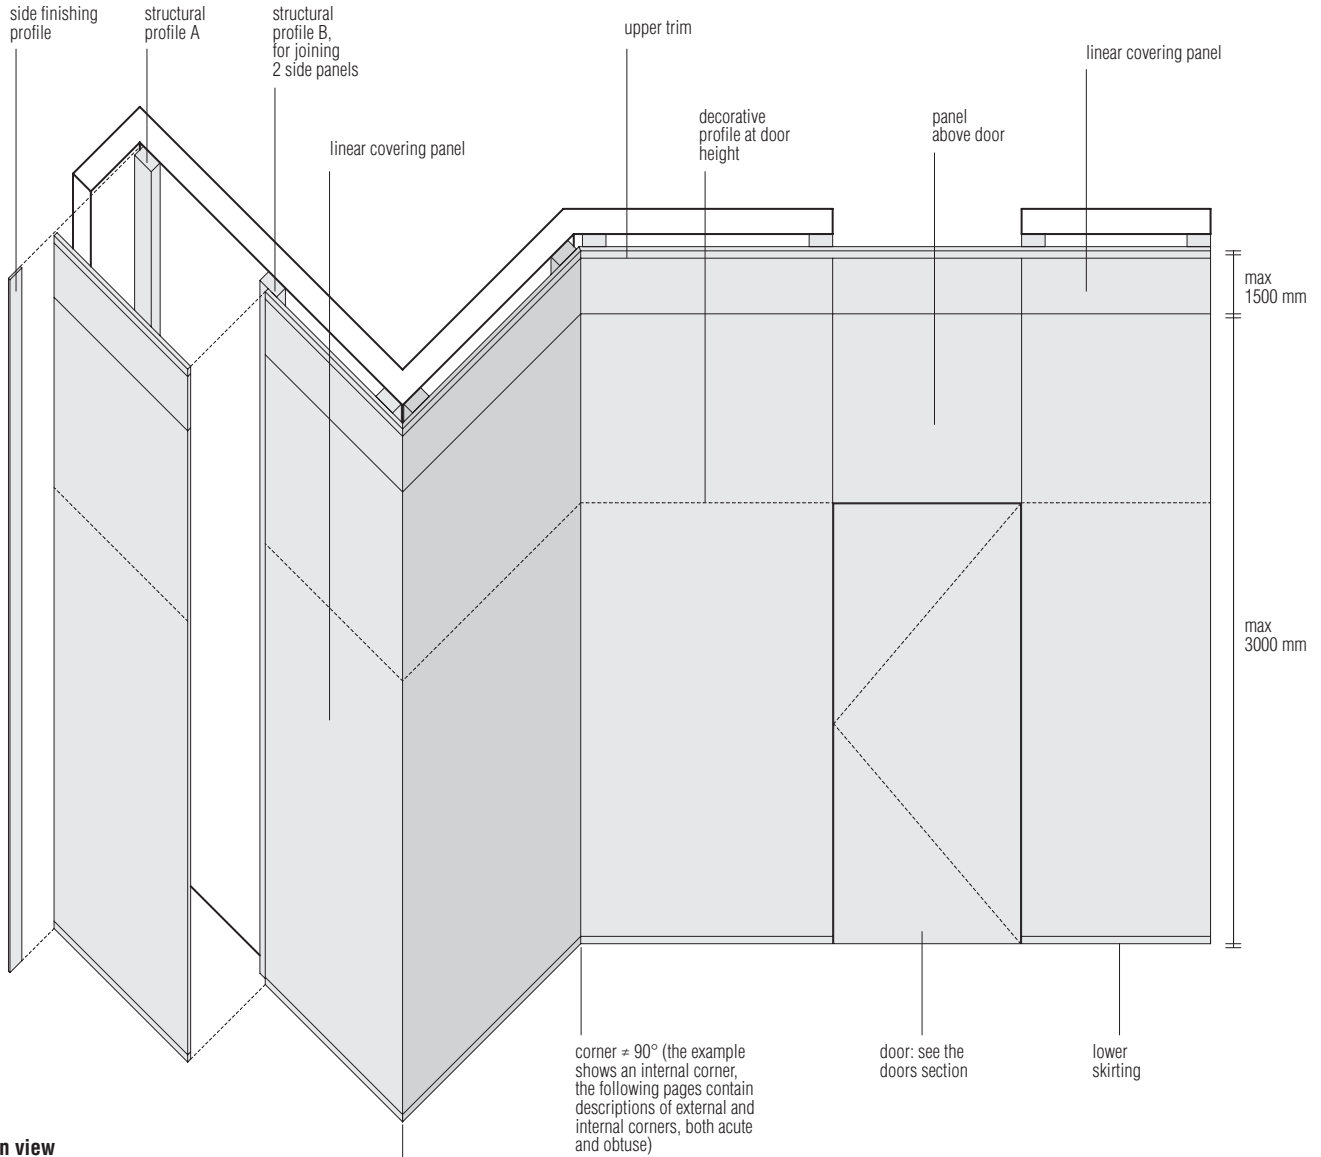 side finishing
profile
structural
profile A
structural
profile B,
for joining
2 side panels
linear covering panel
upper trim
decorative
profile at door
height
panel
above door
linear covering panel
max
1500 mm
max
3000 mm
corner ≠ 90° (the example
shows an internal corner,
the following pages contain
descriptions of external and
internal corners, both acute
and obtuse)
door: see the
doors section
lower
skirting
n view